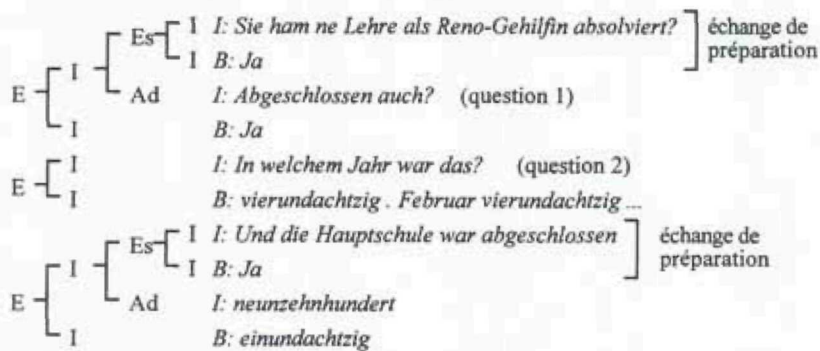 I I: Sie ham ne Lehre als Reno-Gehilfin absolviert? échange de
Es préparation
I I B: Ja
E Ad I: Abgeschlossen auch? (question 1)
I B: Ja
I I: In welchem Jahr war das? (question 2)
E
I B: vierundachtzig . Februar vierundachtzig ...
I I: Und die Hauptschule war abgeschlossen échange de
Es préparation
I I B: Ja
E Ad I: neunzehnhundert
I B: einundachtzig